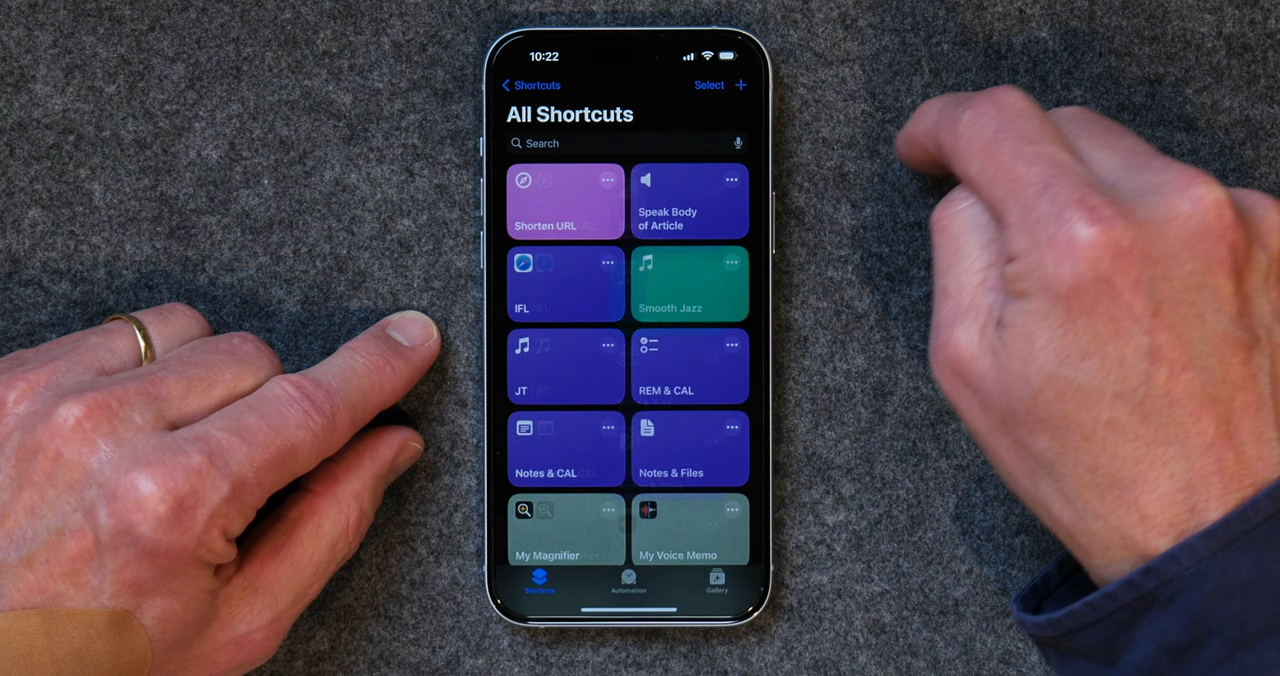 10:22
Shortcuts
Select +
All Shortcuts
Search
Shorten URL
Speak Body
of Article
IFL
Smooth Jazz
JT
REM & CAL
Notes & CAL
Notes & Files
My Magnifier
My Voice Memo
Shortcuts
Automation
Gallery